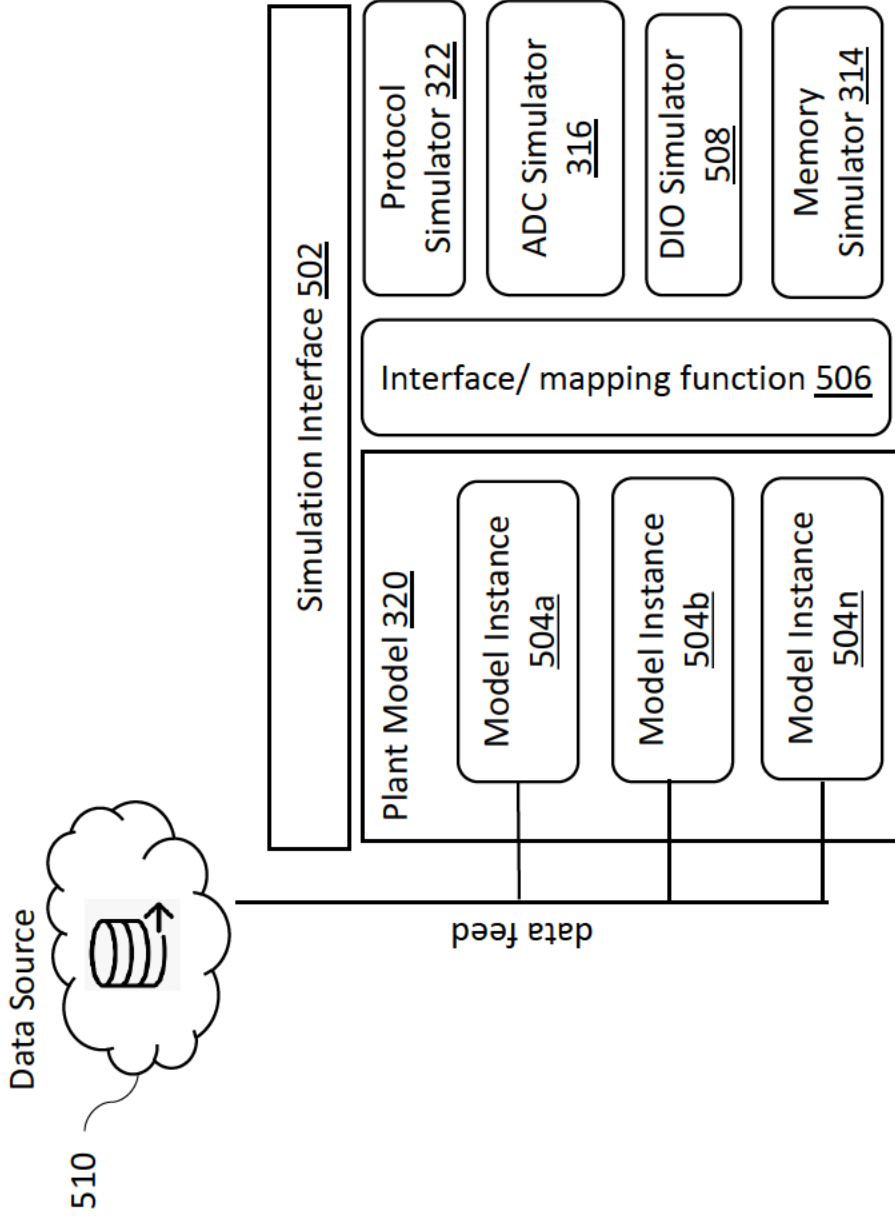 Data Source
510
data feed
Simulation Interface 502
Plant Model 320
Model Instance
504a
Model Instance
504b
Model Instance
504n
Interface/ mapping function 506
Protocol
Simulator 322
ADC Simulator
316
DIO Simulator
508
Memory
Simulator 314